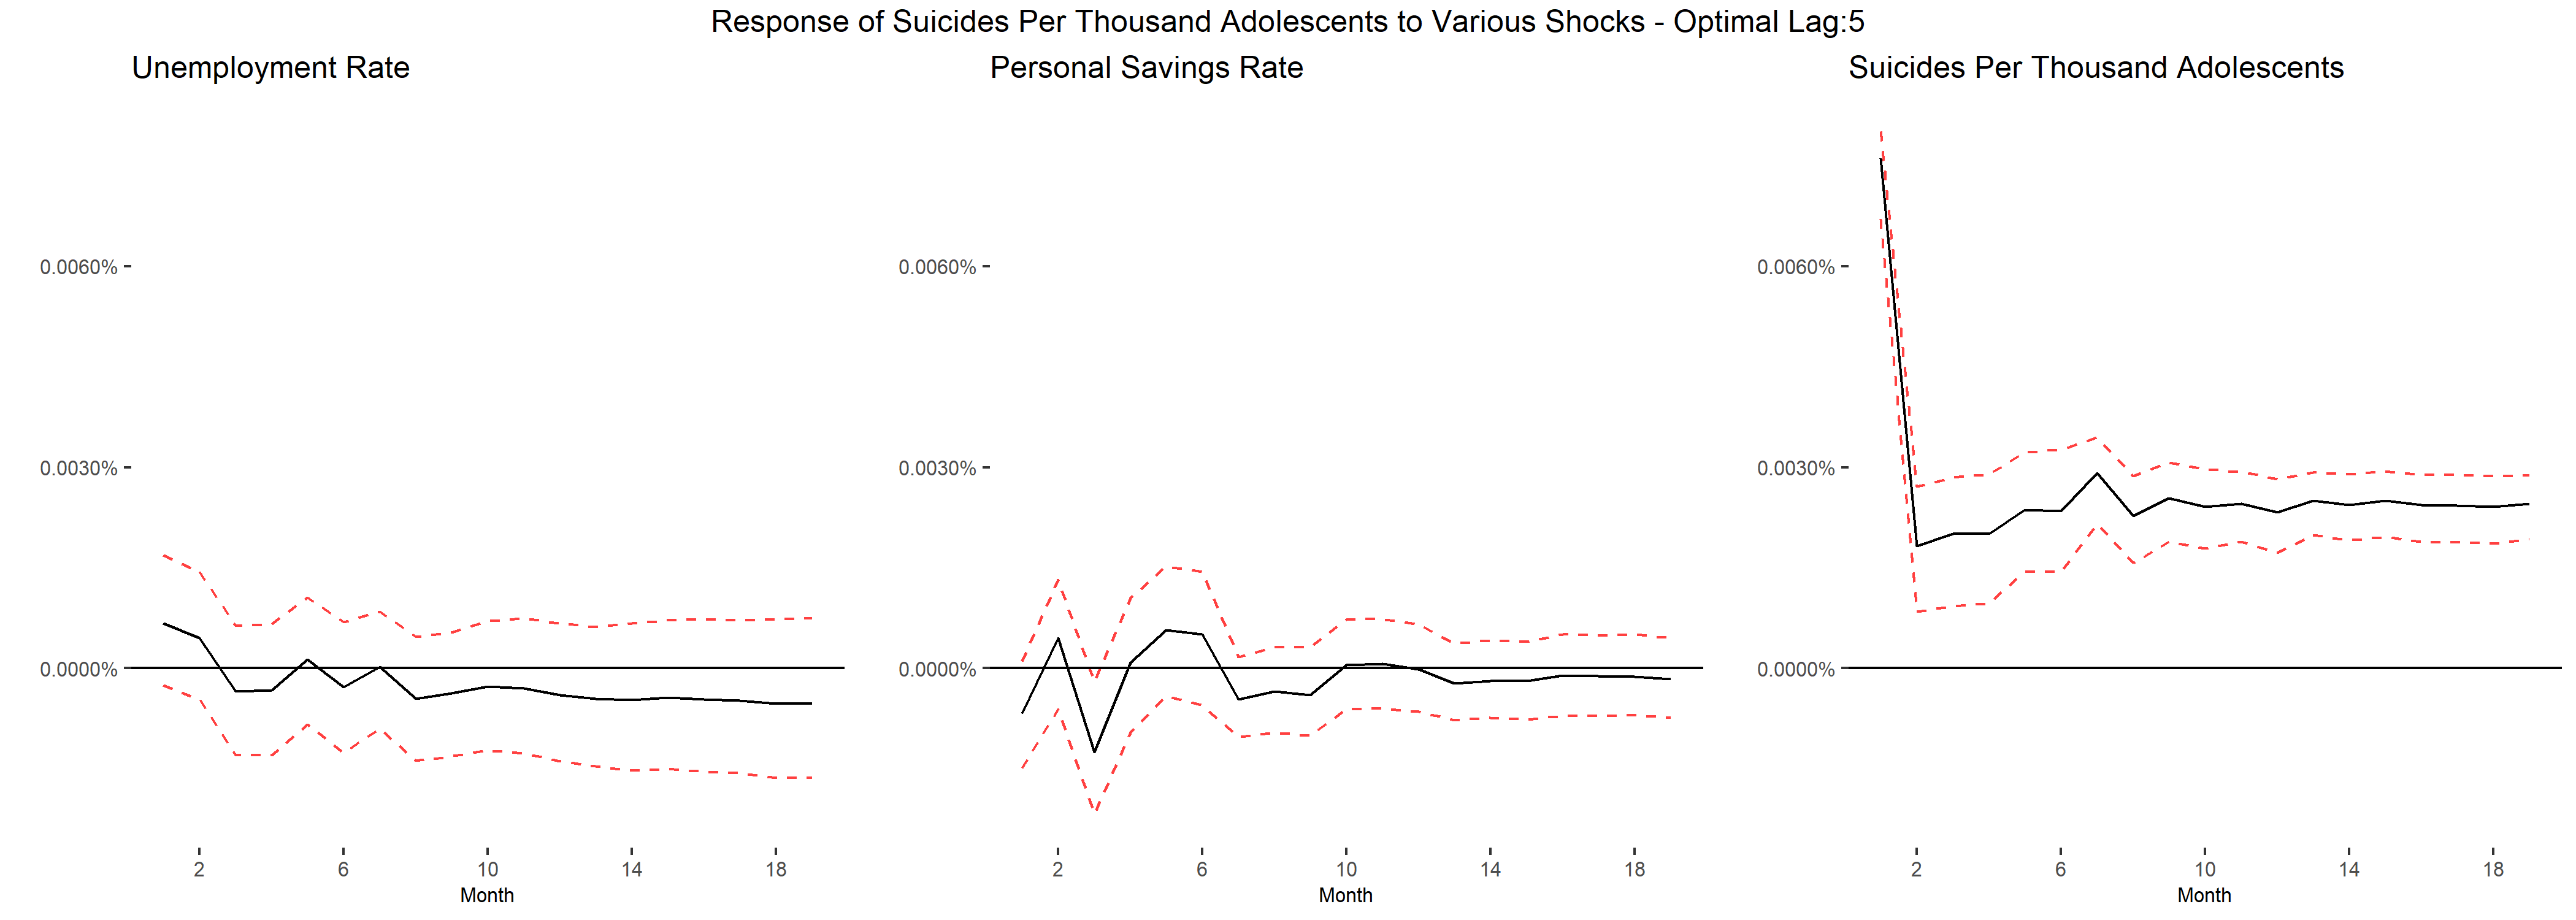 Response of Suicides Per Thousand Adolescents to Various Shocks - Optimal Lag:5
Unemployment Rate
0.0060%
0.0030%
0.0000%
2 6 10 14 18
Month
Personal Savings Rate
0.0060%
0.0030%
0.0000%
2 6 10 14 18
Month
Suicides Per Thousand Adolescents
0.0060%
0.0030%
0.0000%
2 6 10 14 18
Month